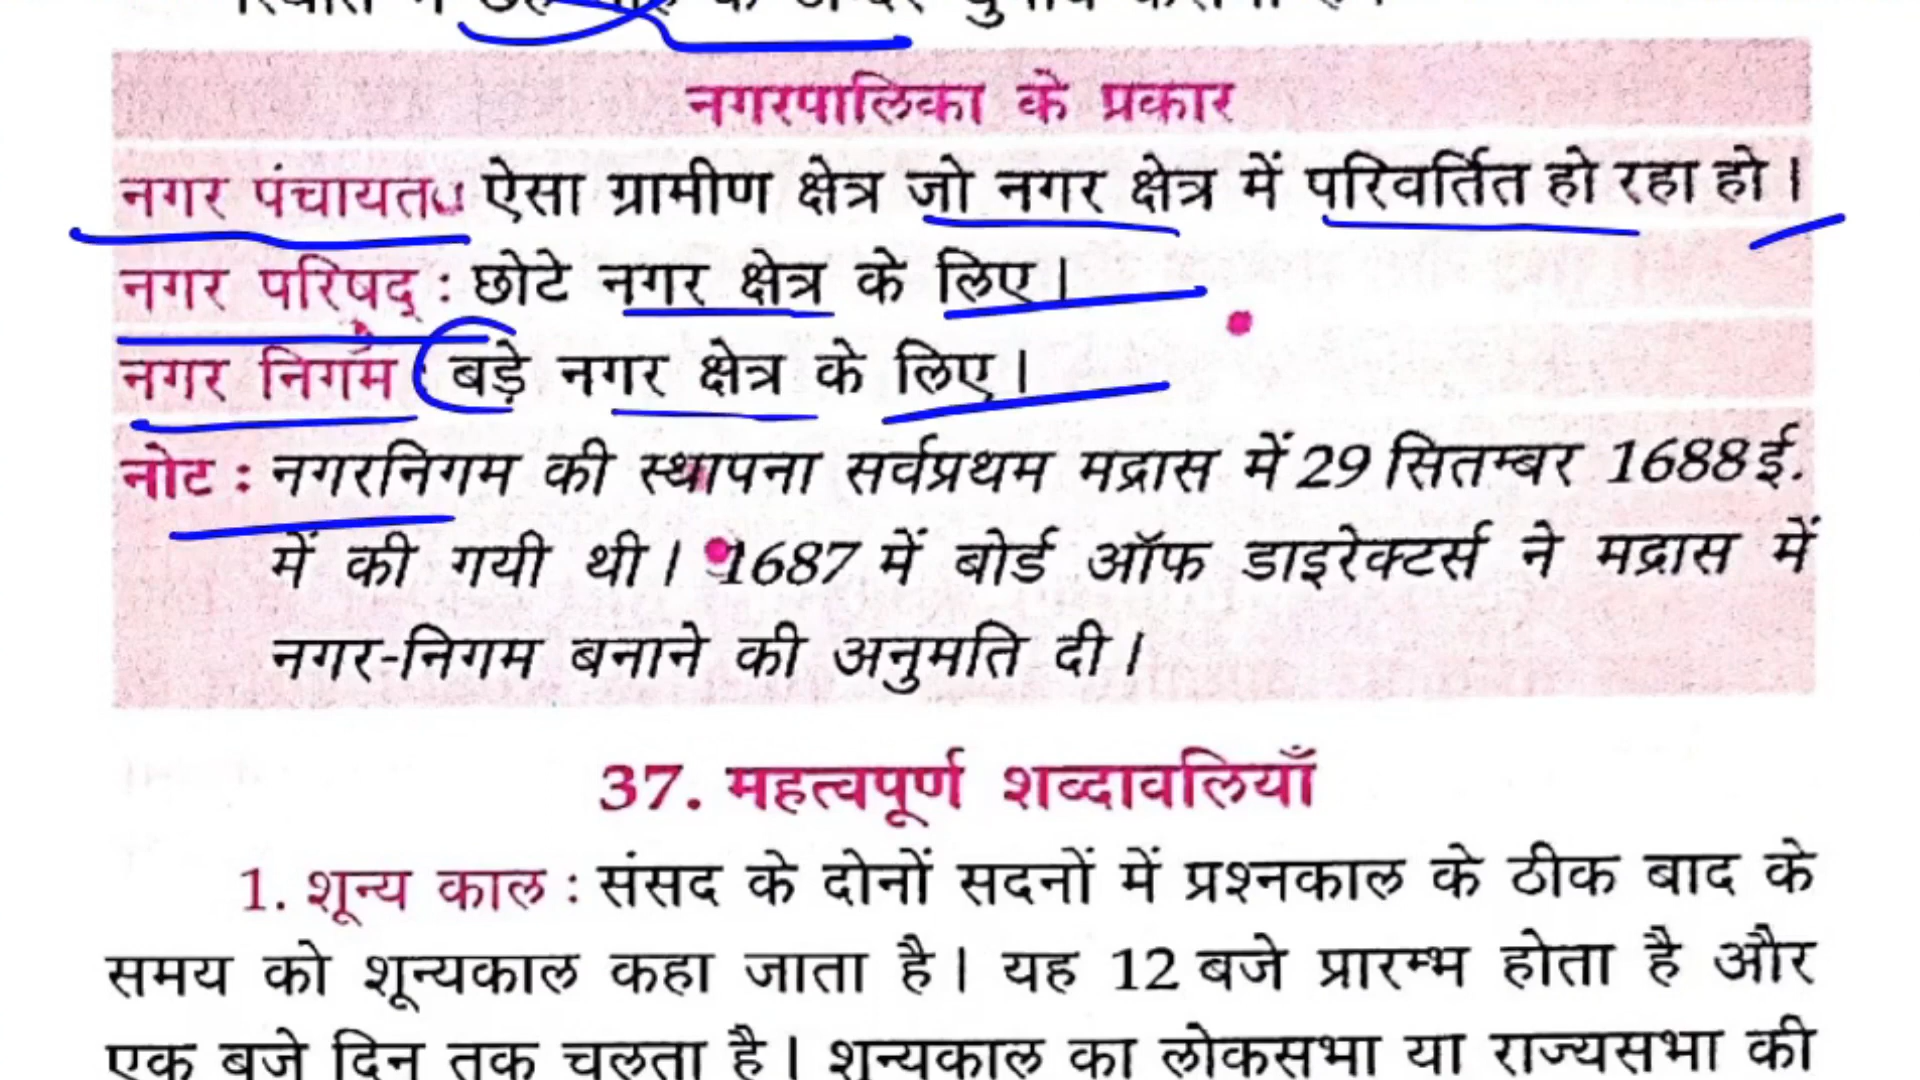 नगरपालिका के प्रकार
नगर पंचायत ऐसा ग्रामीण क्षेत्र जो नगर क्षेत्र में परिवर्तित हो रहा हो।
नगर परिषद् : छोटे नगर क्षेत्र के लिए।
नगर निगम : बड़े नगर क्षेत्र के लिए।
नोट : नगरनिगम की स्थापना सर्वप्रथम मद्रास में 29 सितम्बर 1688 ई.
में की गयी थी। 1687 में बोर्ड ऑफ डाइरेक्टर्स ने मद्रास में
नगर-निगम बनाने की अनुमति दी।
37. महत्वपूर्ण शब्दावलियाँ
1. शून्य काल : संसद के दोनों सदनों में प्रश्नकाल के ठीक बाद के
समय को शून्यकाल कहा जाता है। यह 12 बजे प्रारम्भ होता है और
एक बजे दिन तक चलता है। शून्यकाल का लोकसभा या राज्यसभा की